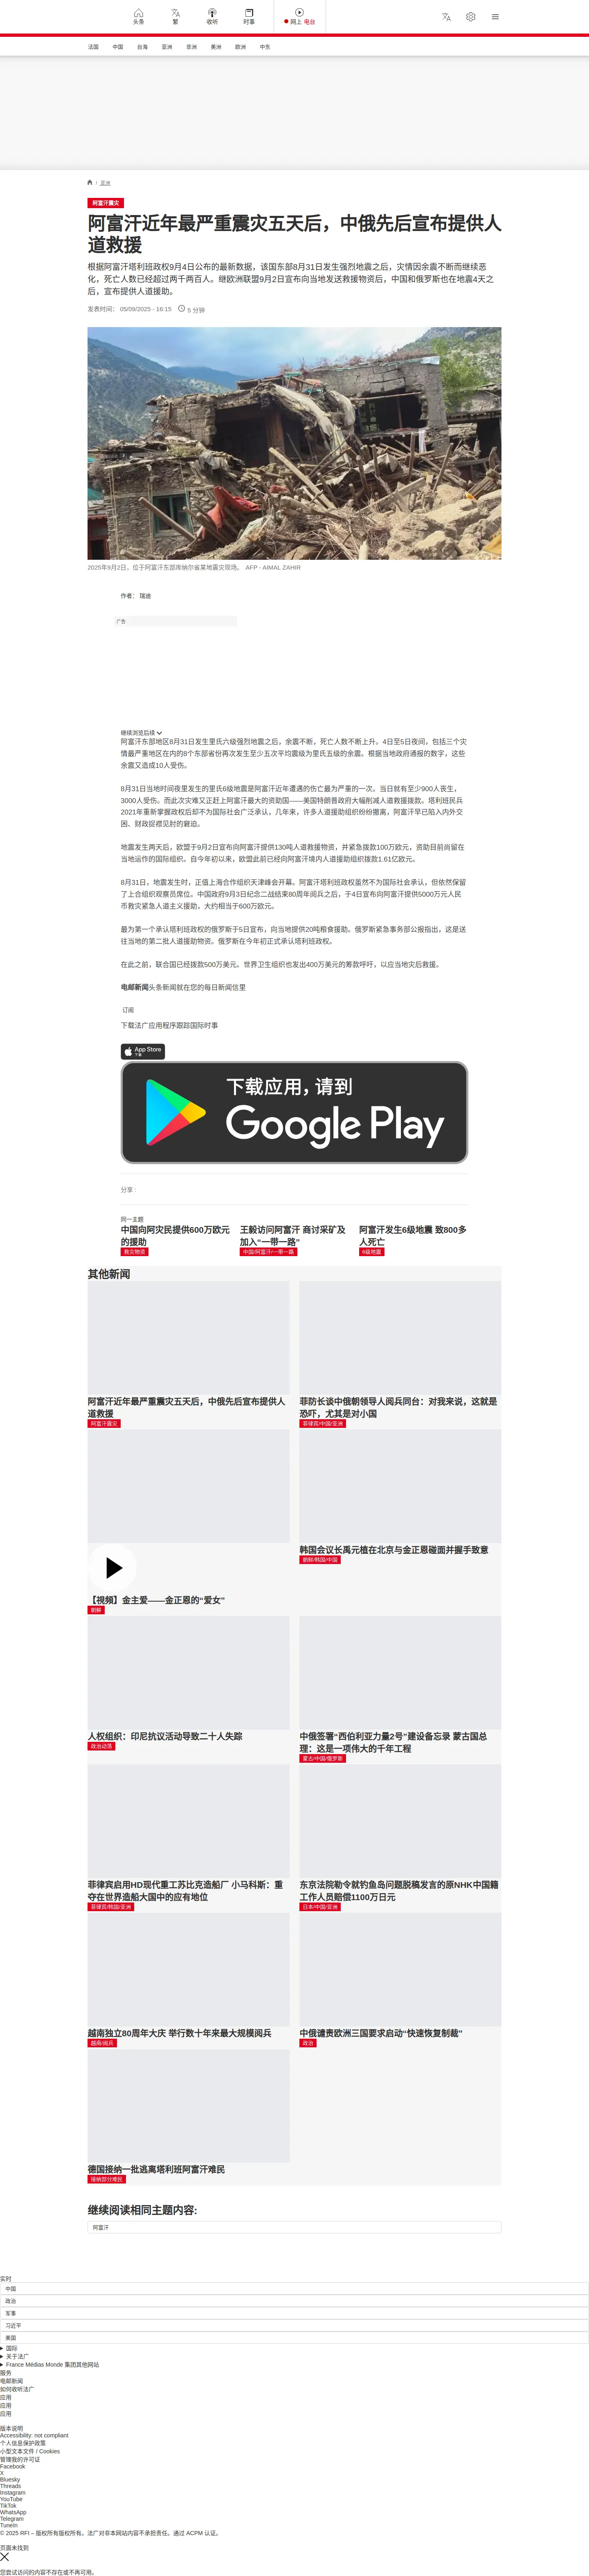 头条
繁
收听
时事
网上 电台
法国 中国 台海 亚洲 非洲 美洲 欧洲 中东
/ 亚洲
阿富汗震灾
阿富汗近年最严重震灾五天后，中俄先后宣布提供人
道救援
根据阿富汗塔利班政权9月4日公布的最新数据，该国东部8月31日发生强烈地震之后，灾情因余震不断而继续恶
化，死亡人数已经超过两千两百人。继欧洲联盟9月2日宣布向当地发送救援物资后，中国和俄罗斯也在地震4天之
后，宣布提供人道援助。
发表时间： 05/09/2025 - 16:15 5 分钟
2025年9月2日，位于阿富汗东部库纳尔省某地震灾现场。 AFP - AIMAL ZAHIR
作者： 瑞迪
广告
继续浏览后续
阿富汗东部地区8月31日发生里氏六级强烈地震之后，余震不断，死亡人数不断上升。4日至5日夜间，包括三个灾
情最严重地区在内的8个东部省份再次发生至少五次平均震级为里氏五级的余震。根据当地政府通报的数字，这些
余震又造成10人受伤。
8月31日当地时间夜里发生的里氏6级地震是阿富汗近年遭遇的伤亡最为严重的一次。当日就有至少900人丧生，
3000人受伤。而此次灾难又正赶上阿富汗最大的资助国——美国特朗普政府大幅削减人道救援拨款。塔利班民兵
2021年重新掌握政权后却不为国际社会广泛承认，几年来，许多人道援助组织纷纷撤离，阿富汗早已陷入内外交
困、财政捉襟见肘的窘迫。
地震发生两天后，欧盟于9月2日宣布向阿富汗提供130吨人道救援物资，并紧急拨款100万欧元，资助目前尚留在
当地运作的国际组织。自今年初以来，欧盟此前已经向阿富汗境内人道援助组织拨款1.61亿欧元。
8月31日，地震发生时，正值上海合作组织天津峰会开幕。阿富汗塔利班政权虽然不为国际社会承认，但依然保留
了上合组织观察员席位。中国政府9月3日纪念二战结束80周年阅兵之后，于4日宣布向阿富汗提供5000万元人民
币救灾紧急人道主义援助，大约相当于600万欧元。
最为第一个承认塔利班政权的俄罗斯于5日宣布，向当地提供20吨粮食援助。俄罗斯紧急事务部公报指出，这是送
往当地的第二批人道援助物资。俄罗斯在今年初正式承认塔利班政权。
在此之前，联合国已经拨款500万美元。世界卫生组织也发出400万美元的筹款呼吁，以应当地灾后救援。
电邮新闻头条新闻就在您的每日新闻信里
订阅
下载法广应用程序跟踪国际时事
App Store
下载
下载应用，请到
Google Play
分享 :
同一主题
中国向阿灾民提供600万欧元
的援助
救灾物资
王毅访问阿富汗 商讨采矿及
加入“一带一路”
中国/阿富汗/一带一路
阿富汗发生6级地震 致800多
人死亡
6级地震
其他新闻
阿富汗近年最严重震灾五天后，中俄先后宣布提供人
道救援
阿富汗震灾
菲防长谈中俄朝领导人阅兵同台：对我来说，这就是
恐吓，尤其是对小国
菲律宾/中国/亚洲
【视频】金主爱——金正恩的“爱女”
朝鲜
韩国会议长禹元植在北京与金正恩碰面并握手致意
朝鲜/韩国/中国
人权组织：印尼抗议活动导致二十人失踪
政治动荡
中俄签署“西伯利亚力量2号”建设备忘录 蒙古国总
理：这是一项伟大的千年工程
蒙古/中国/俄罗斯
菲律宾启用HD现代重工苏比克造船厂 小马科斯：重
夺在世界造船大国中的应有地位
菲律宾/韩国/亚洲
东京法院勒令就钓鱼岛问题脱稿发言的原NHK中国籍
工作人员赔偿1100万日元
日本/中国/亚洲
越南独立80周年大庆 举行数十年来最大规模阅兵
越南/阅兵
中俄谴责欧洲三国要求启动“快速恢复制裁”
政治
德国接纳一批逃离塔利班阿富汗难民
接纳部分难民
继续阅读相同主题内容:
阿富汗
实时
中国
政治
军事
习近平
美国
国际
关于法广
France Médias Monde 集团其他网站
服务
电邮新闻
如何收听法广
应用
应用
应用
版本说明
Accessibility: not compliant
个人信息保护政策
小型文本文件 / Cookies
管理我的许可证
Facebook
X
Bluesky
Threads
Instagram
YouTube
TikTok
WhatsApp
Telegram
TuneIn
© 2025 RFI – 版权所有版权所有。法广对非本网站内容不承担责任。通过 ACPM 认证。
页面未找到
您尝试访问的内容不存在或不再可用。